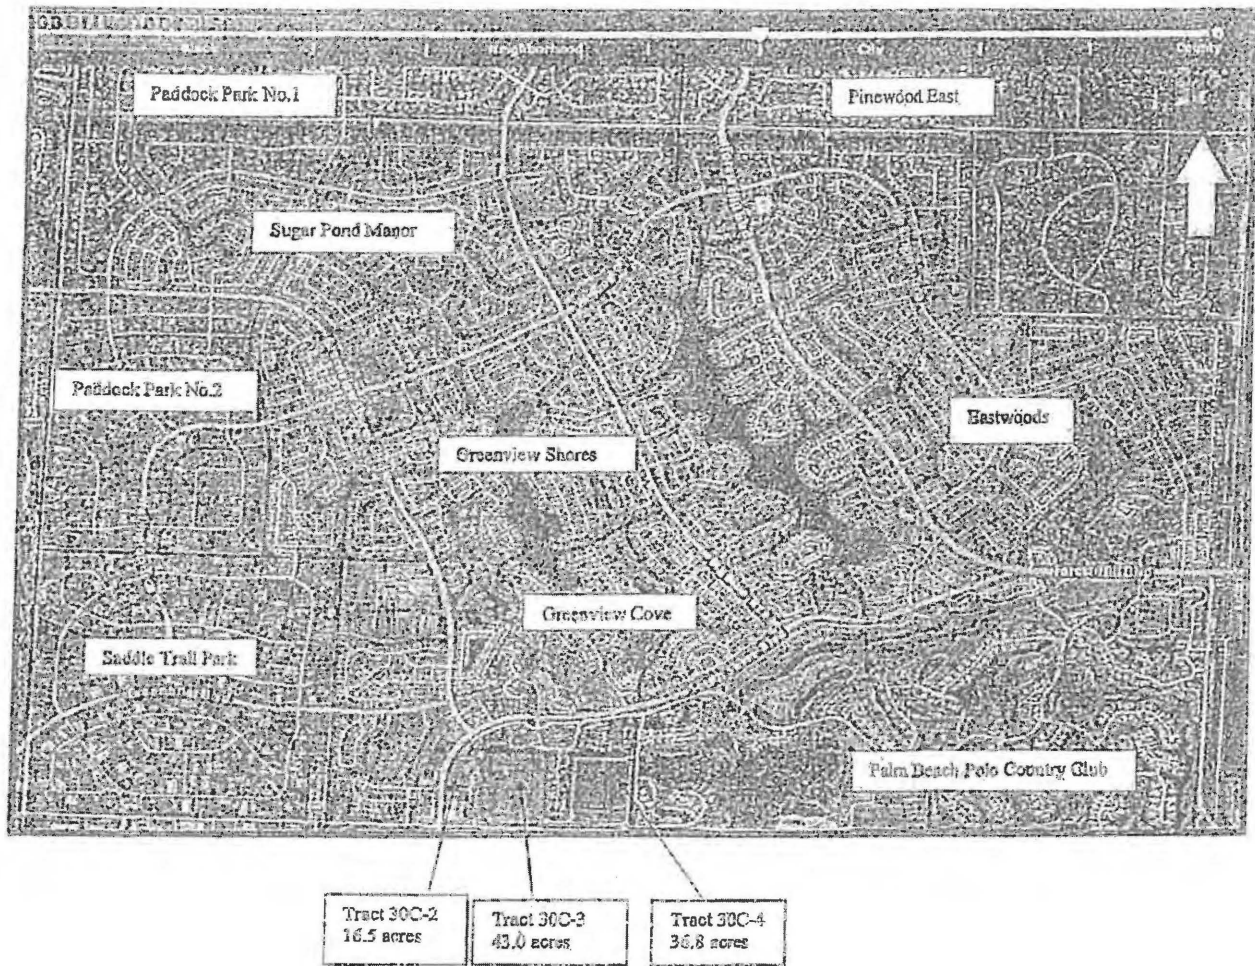 Neighborhood
City
County
Paddock Park No.1
Pinewood East
Sugar Pond Manor
Paddock Park No.2
Eastwoods
Greenview Shores
Greenview Cove
Saddle Trail Park
Palm Beach Polo Country Club
Tract 30C-2
16.5 acres
Tract 30C-3
43.0 acres
Tract 30C-4
36.8 acres